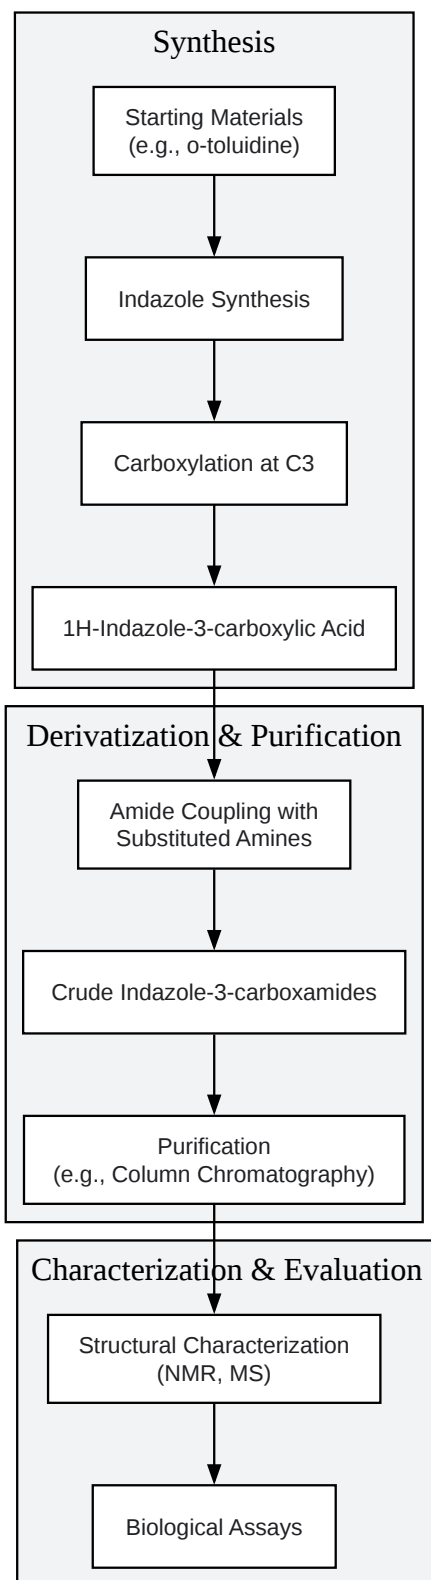 Synthesis
Starting Materials
(e.g., o-toluidine)
Indazole Synthesis
Carboxylation at C3
1H-Indazole-3-carboxylic Acid
Derivatization & Purification
Amide Coupling with
Substituted Amines
Crude Indazole-3-carboxamides
Purification
(e.g., Column Chromatography)
Characterization & Evaluation
Structural Characterization
(NMR, MS)
Biological Assays